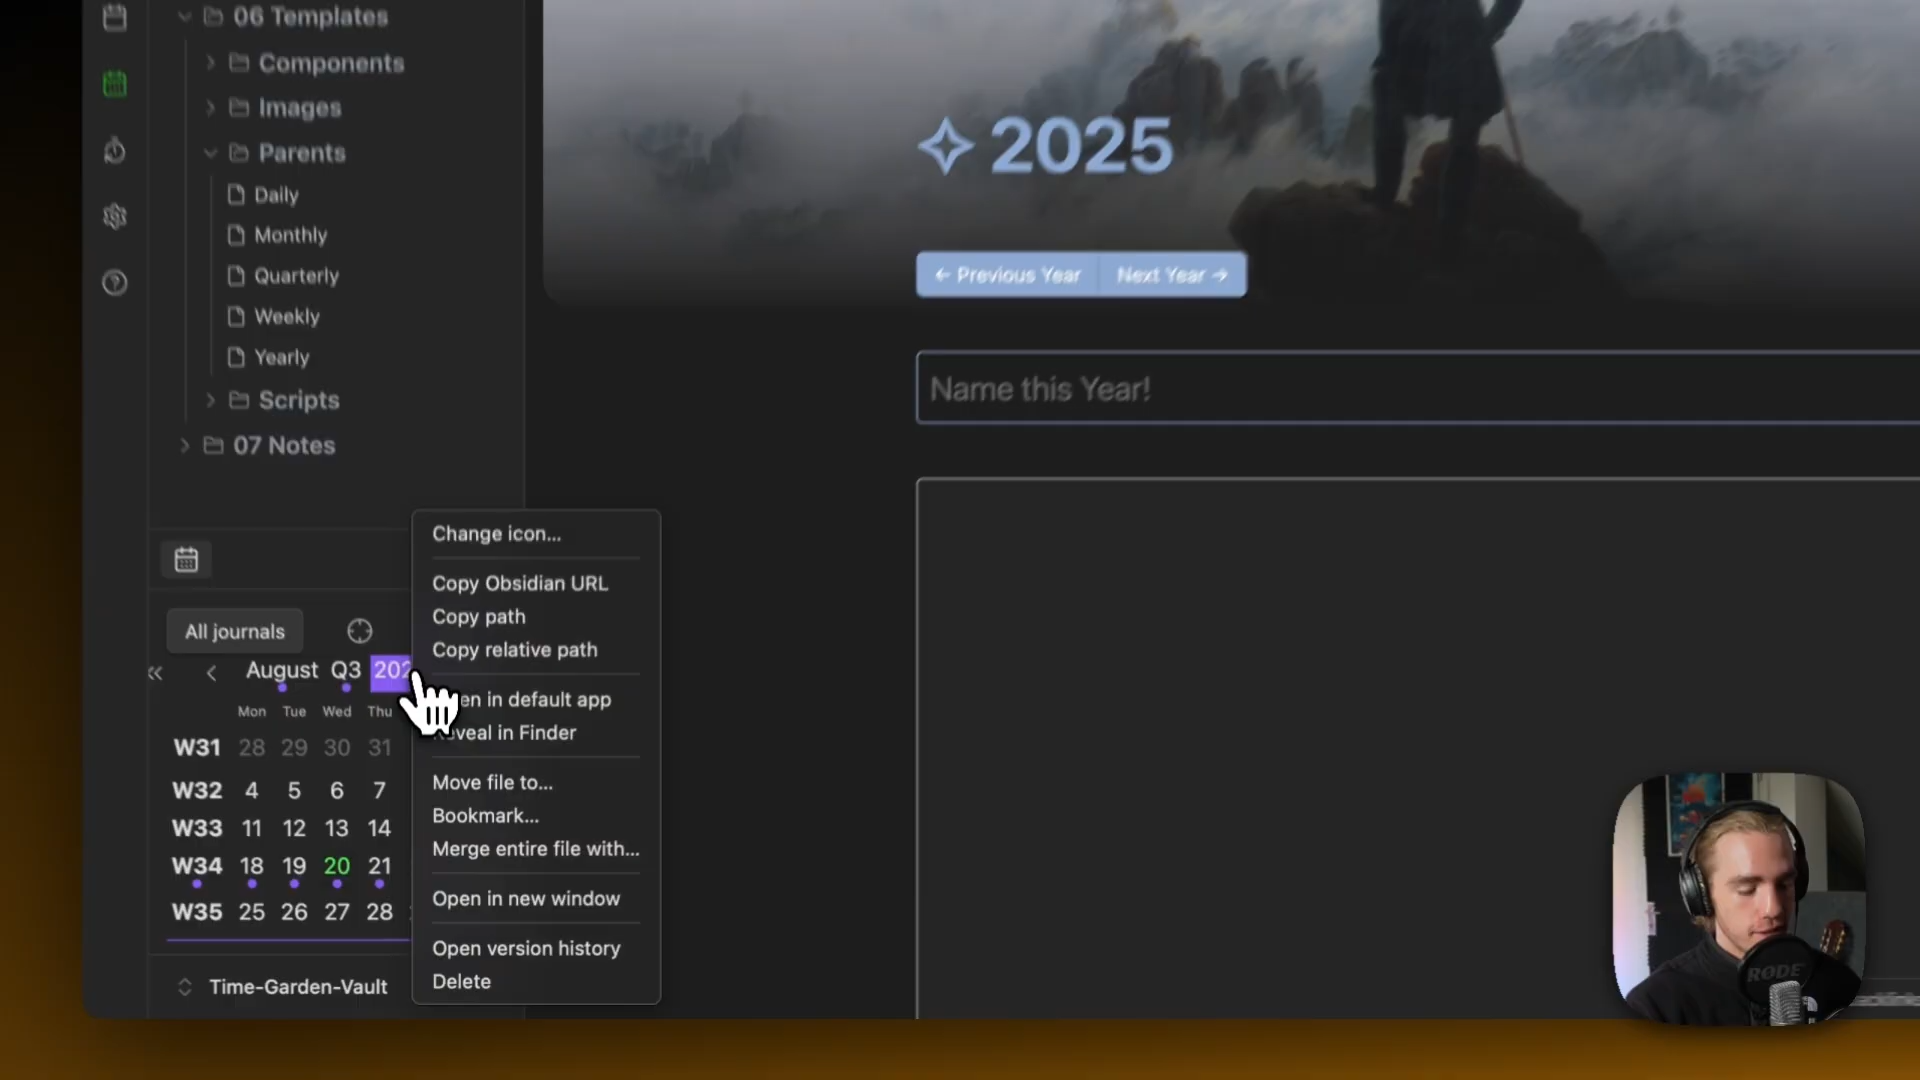 06 Templates
Components
Images
Parents
Daily
Monthly
Quarterly
Weekly
Yearly
Scripts
07 Notes
All journals
August Q3 202
Mon Tue Wed Thu
W31 28 29 30 31
W32 4 5 6 7
W33 11 12 13 14
W34 18 19 20 21
W35 25 26 27 28
Time-Garden-Vault
Change icon...
Copy Obsidian URL
Copy path
Copy relative path
en in default app
veal in Finder
Move file to...
Bookmark...
Merge entire file with...
Open in new window
Open version history
Delete
2025
← Previous Year Next Year →
Name this Year!
RODE